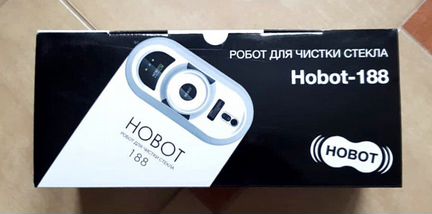 РОБОТ ДЛЯ ЧИСТКИ СТЕКЛА
Hobot-188
HOBOT
РОБОТ ДЛЯ ЧИСТКИ СТЕКЛА
188
HOBOT